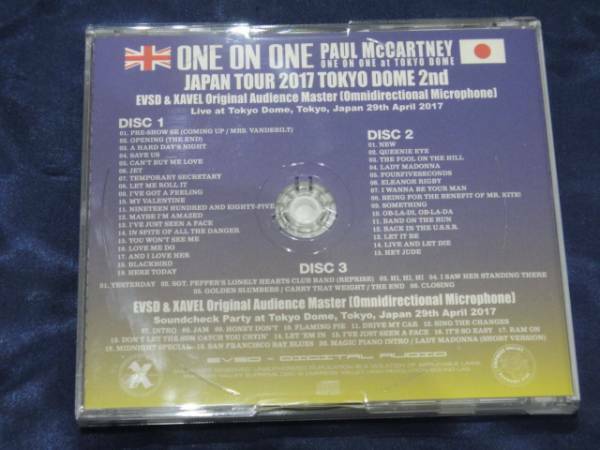 ONE ON ONE PAUL McCARTNEY
ONE ON ONE at TOKYO DOME
JAPAN TOUR 2017 TOKYO DOME 2nd
EVSD & XAVEL Original Audience Master (Omnidirectional Microphone)
Live at Tokyo Dome, Tokyo, Japan 29th April 2017
DISC 1
01. PRE-SHOW SE (COMING UP / MRS. VANDEBILT)
02. OPENING (THE END)
03. A HARD DAY'S NIGHT
04. SAVE US
05. CAN'T BUY ME LOVE
06. JET
07. TEMPORARY SECRETARY
08. LET ME ROLL IT
09. I'VE GOT A FEELING
10. MY VALENTINE
11. NINETEEN HUNDRED AND EIGHTY-FIVE
12. MAYBE I'M AMAZED
13. I'VE JUST SEEN A FACE
14. IN SPITE OF ALL THE DANGER
15. YOU WON'T SEE ME
16. LOVE ME DO
17. AND I LOVE HER
18. BLACKBIRD
19. HERE TODAY
DISC 2
01. NEW
02. QUEENIE EYE
03. THE FOOL ON THE HILL
04. LADY MADONNA
05. FOURFIVESECONDS
06. ELEANOR RIGBY
07. I WANNA BE YOUR MAN
08. BEING FOR THE BENEFIT OF MR. KITE!
09. SOMETHING
10. OB-LA-DI, OB-LA-DA
11. BAND ON THE RUN
12. BACK IN THE U.S.S.R.
13. LET IT BE
14. LIVE AND LET DIE
15. HEY JUDE
DISC 3
01. YESTERDAY 02. SGT. PEPPER'S LONELY HEARTS CLUB BAND (REPRISE) 03. HI, HI, HI 04. I SAW HER STANDING THERE
05. GOLDEN SLUMBERS / CARRY THAT WEIGHT / THE END 06. CLOSING
EVSD & XAVEL Original Audience Master (Omnidirectional Microphone)
Soundcheck Party at Tokyo Dome, Tokyo, Japan 29th April 2017
07. INTRO 08. JAM 09. HONEY DON'T 10. FLAMING PIE 11. DRIVE MY CAR 12. SING THE CHANGES
13. DON'T LET THE SUN CATCH YOU CRYIN' 14. LET 'EM IN 15. I'VE JUST SEEN A FACE 16. IT'S SO EASY 17. RAM ON
18. MIDNIGHT SPECIAL 19. SAN FRANCISCO BAY BLUES 20. MAGIC PIANO INTRO / LADY MADONNA (SHORT VERSION)
EVSD - DIGITAL AUDIO